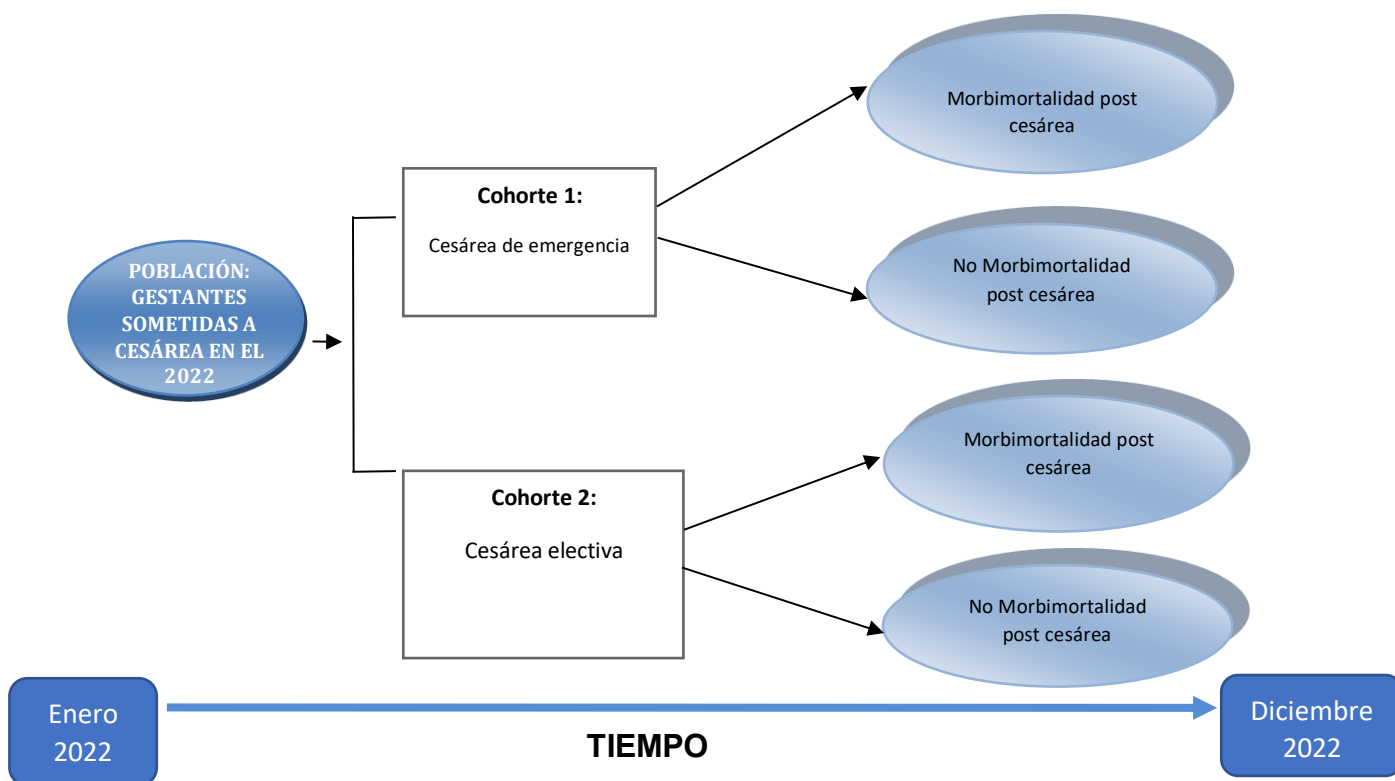 Morbimortalidad post
cesárea
Cohorte 1:
Cesárea de emergencia
No Morbimortalidad
post cesárea
POBLACIÓN:
GESTANTES
SOMETIDAS A
CESÁREA EN EL
2022
Morbimortalidad post
cesárea
Cohorte 2:
Cesárea electiva
No Morbimortalidad
post cesárea
Enero
2022
TIEMPO
Diciembre
2022